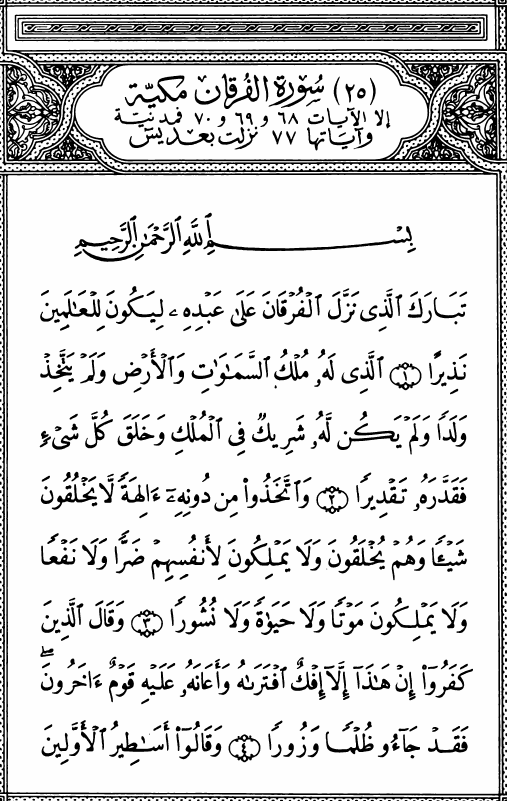 (٢٥) سُورَةُ الفُرقانِ مَكِيَّة
إلا الآيات ٦٨ و ٦٩ و ٧٠ فمدنية
وآياتها ٧٧ نزلت بعد يس
بِسْمِ ٱللَّهِ ٱلرَّحْمَٰنِ ٱلرَّحِيمِ
تَبَارَكَ ٱلَّذِى نَزَّلَ ٱلْفُرْقَانَ عَلَىٰ عَبْدِهِۦ لِيَكُونَ لِلْعَٰلَمِينَ
نَذِيرًا ۝١ ٱلَّذِى لَهُۥ مُلْكُ ٱلسَّمَٰوَٰتِ وَٱلْأَرْضِ وَلَمْ يَتَّخِذْ
وَلَدًا وَلَمْ يَكُن لَّهُۥ شَرِيكٌ فِى ٱلْمُلْكِ وَخَلَقَ كُلَّ شَىْءٍ
فَقَدَّرَهُۥ تَقْدِيرًا ۝٢ وَٱتَّخَذُوا۟ مِن دُونِهِۦٓ ءَالِهَةً لَّا يَخْلُقُونَ
شَيْـًٔا وَهُمْ يُخْلَقُونَ وَلَا يَمْلِكُونَ لِأَنفُسِهِمْ ضَرًّا وَلَا نَفْعًا
وَلَا يَمْلِكُونَ مَوْتًا وَلَا حَيَوٰةً وَلَا نُشُورًا ۝٣ وَقَالَ ٱلَّذِينَ
كَفَرُوٓا۟ إِنْ هَٰذَآ إِلَّآ إِفْكٌ ٱفْتَرَىٰهُ وَأَعَانَهُۥ عَلَيْهِ قَوْمٌ ءَاخَرُونَ ۖ
فَقَدْ جَآءُو ظُلْمًا وَزُورًا ۝٤ وَقَالُوٓا۟ أَسَٰطِيرُ ٱلْأَوَّلِينَ